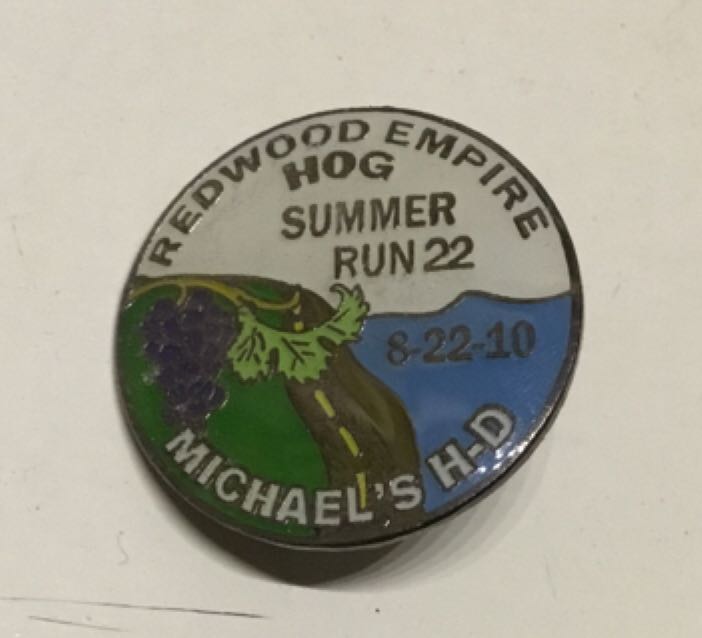 REDWOOD EMPIRE
HOG
SUMMER
RUN 22
8-22-10
MICHAEL'S H-D